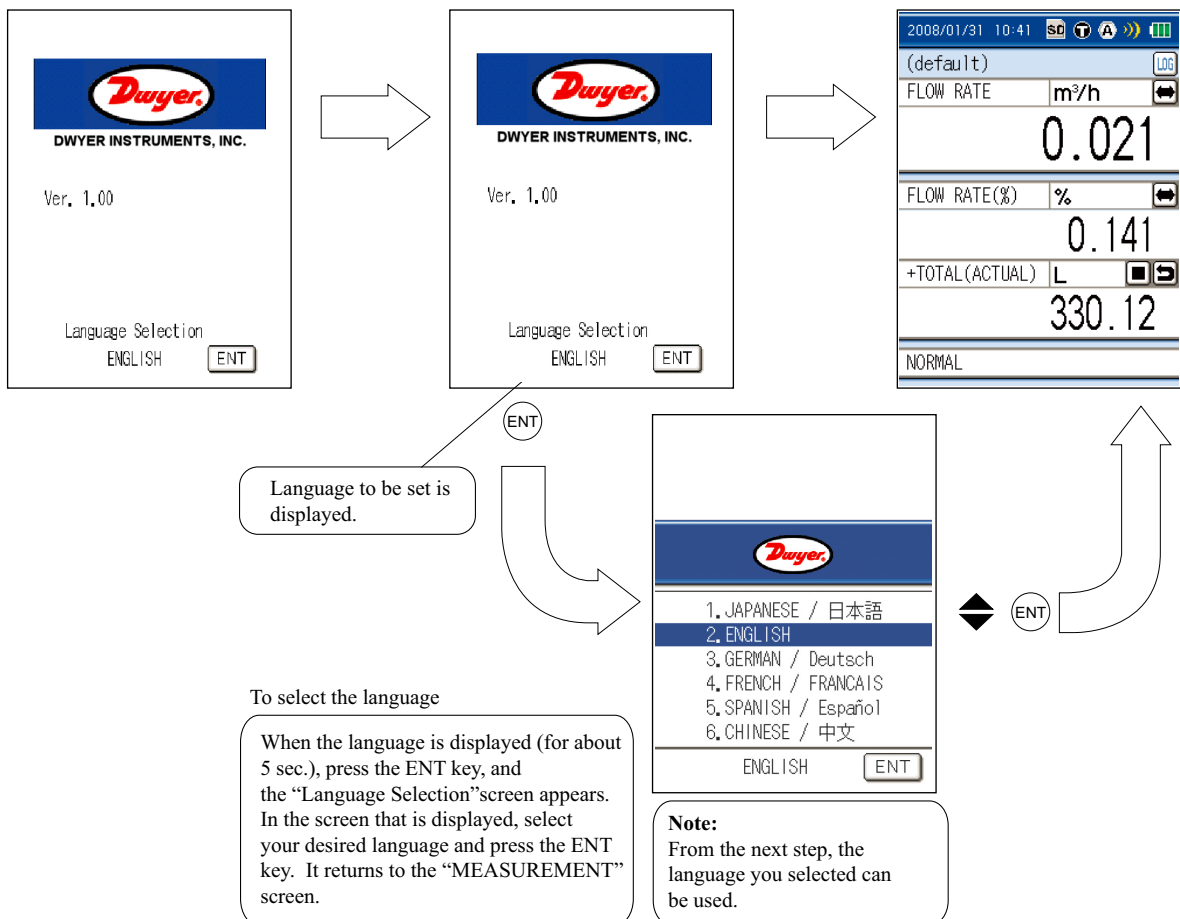 Dwyer.
DWYER INSTRUMENTS, INC.
Ver. 1.00
Language Selection
ENGLISH ENT
Dwyer.
DWYER INSTRUMENTS, INC.
Ver. 1.00
Language Selection
ENGLISH ENT
2008/01/31 10:41 SD T A
(default) LOG
FLOW RATE m³/h
0.021
FLOW RATE(%) %
0.141
+TOTAL(ACTUAL) L
330.12
NORMAL
ENT
Language to be set is
displayed.
Dwyer.
1.JAPANESE / 日本語
2.ENGLISH
3.GERMAN / Deutsch
4.FRENCH / FRANCAIS
5.SPANISH / Español
6.CHINESE / 中文
ENGLISH ENT
ENT
To select the language
When the language is displayed (for about
5 sec.), press the ENT key, and
the “Language Selection”screen appears.
In the screen that is displayed, select
your desired language and press the ENT
key. It returns to the “MEASUREMENT”
screen.
Note:
From the next step, the
language you selected can
be used.